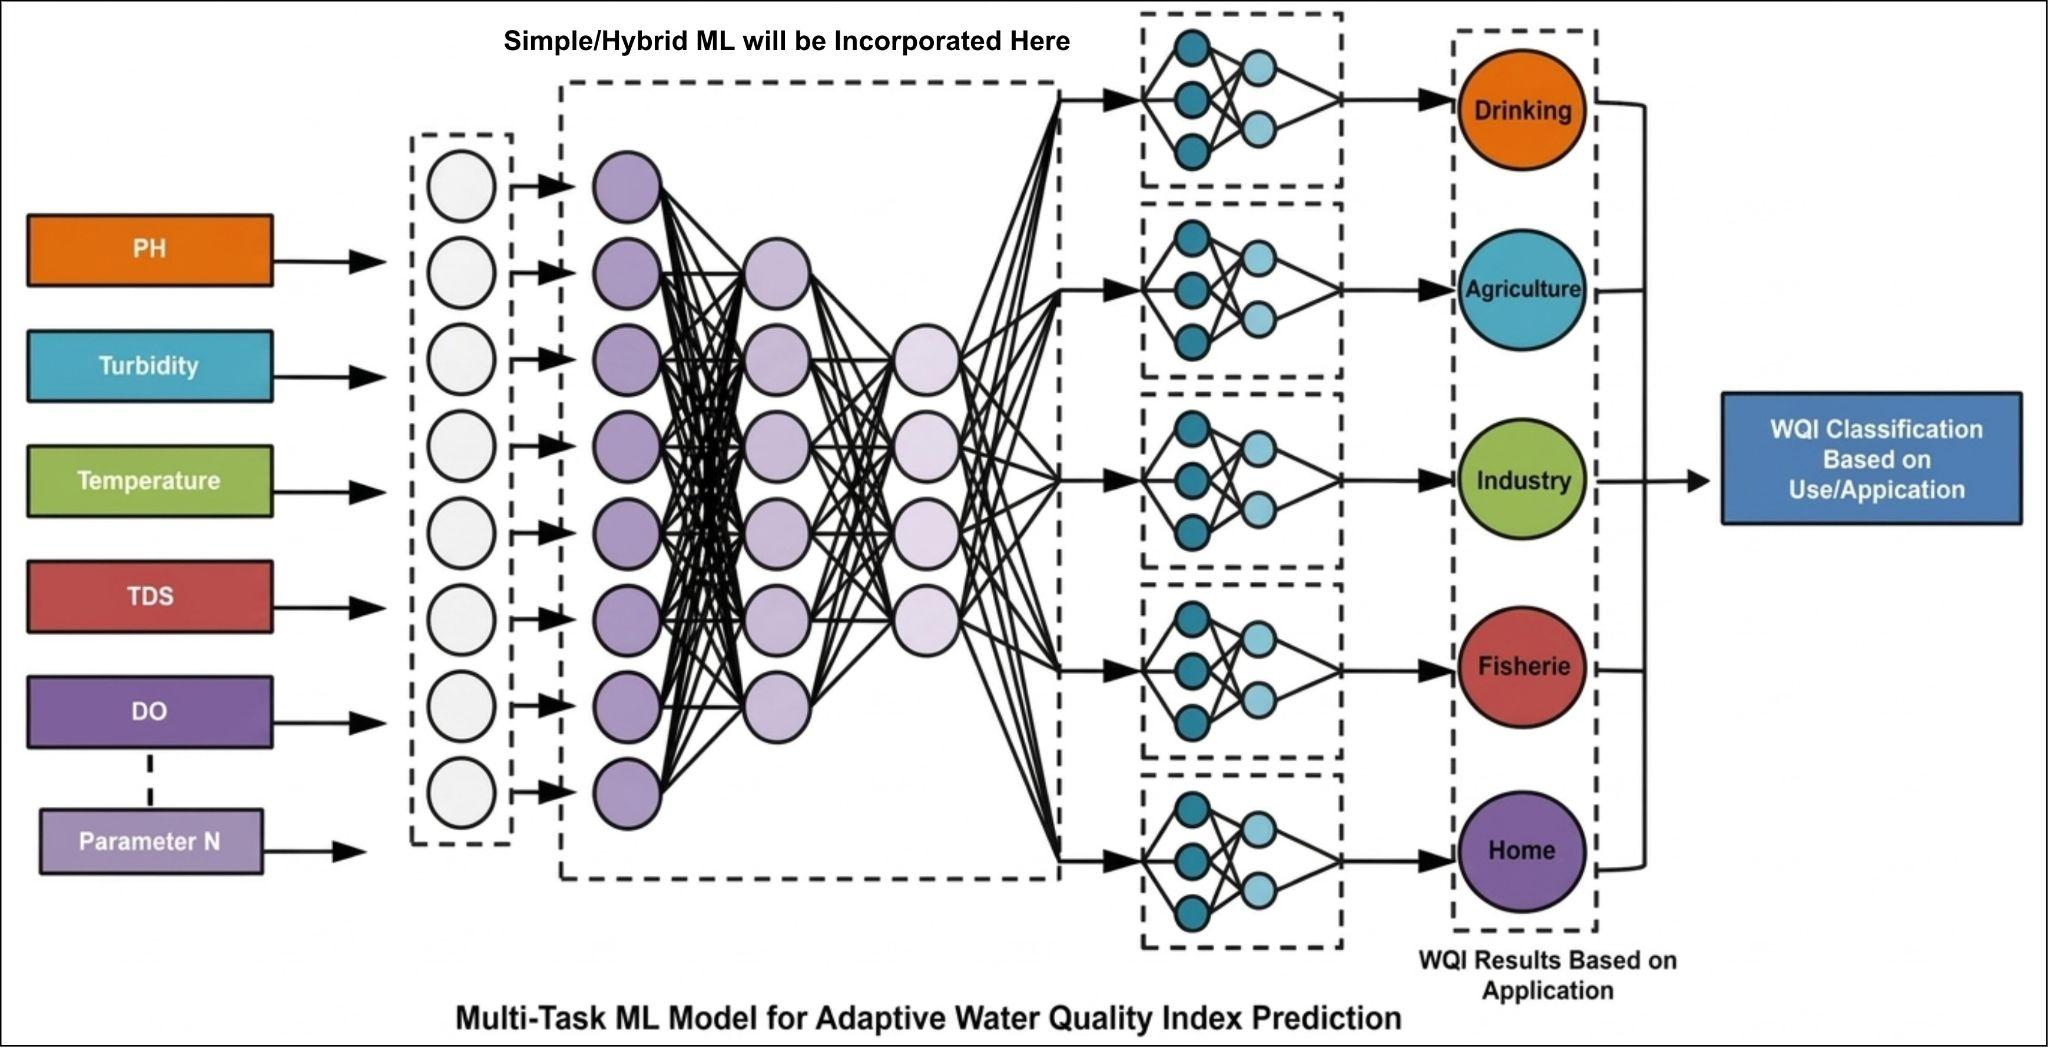 Simple/Hybrid ML will be Incorporated Here
PH
Turbidity
Temperature
TDS
DO
Parameter N
Drinking
Agriculture
Industry
Fisherie
Home
WQI Classification
Based on
Use/Appication
WQI Results Based on
Application
Multi-Task ML Model for Adaptive Water Quality Index Prediction